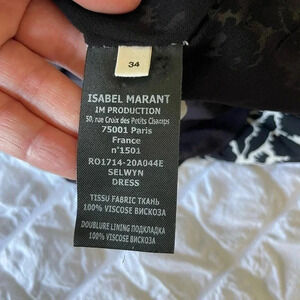 34
ISABEL MARANT
IM PRODUCTION
50, rue Croix des Petits Champs
75001 Paris
France
n°1501
RO1714-20A044E
SELWYN
DRESS
TISSU FABRIC ТКАНЬ
100% VISCOSE ВИСКОЗА
DOUBLURE LINING ПОДКЛАДКА
100% VISCOSE ВИСКОЗА